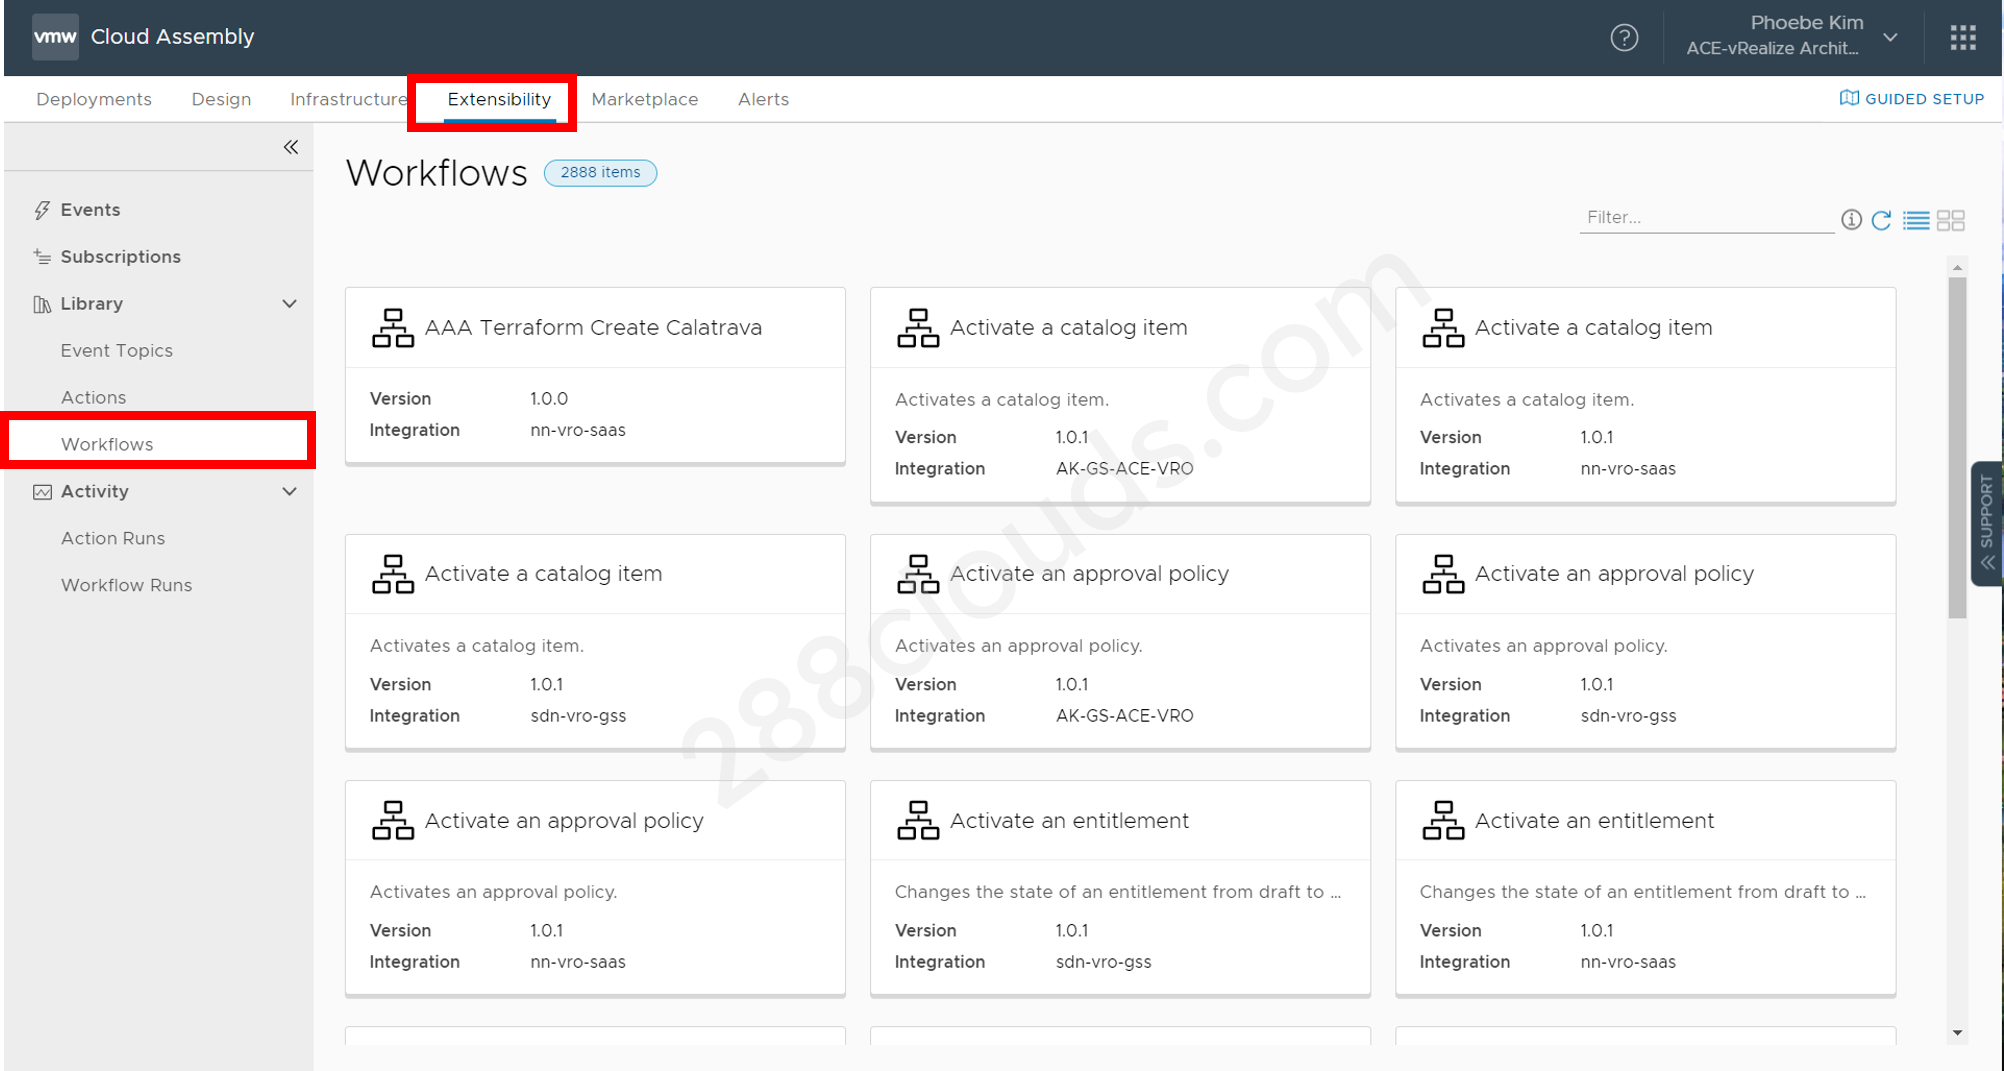 vmw Cloud Assembly
Phoebe Kim
ACE-vRealize Archit...
Deployments Design Infrastructure Extensibility Marketplace Alerts
GUIDED SETUP
Events
Subscriptions
Library
Event Topics
Actions
Workflows
Activity
Action Runs
Workflow Runs
Workflows 2888 items
Filter...
AAA Terraform Create Calatrava
Version 1.0.0
Integration nn-vro-saas
Activate a catalog item
Activates a catalog item.
Version 1.0.1
Integration AK-GS-ACE-VRO
Activate a catalog item
Activates a catalog item.
Version 1.0.1
Integration nn-vro-saas
Activate a catalog item
Activates a catalog item.
Version 1.0.1
Integration sdn-vro-gss
Activate an approval policy
Activates an approval policy.
Version 1.0.1
Integration AK-GS-ACE-VRO
Activate an approval policy
Activates an approval policy.
Version 1.0.1
Integration sdn-vro-gss
Activate an approval policy
Activates an approval policy.
Version 1.0.1
Integration nn-vro-saas
Activate an entitlement
Changes the state of an entitlement from draft to ...
Version 1.0.1
Integration sdn-vro-gss
Activate an entitlement
Changes the state of an entitlement from draft to ...
Version 1.0.1
Integration nn-vro-saas
SUPPORT
288clouds.com